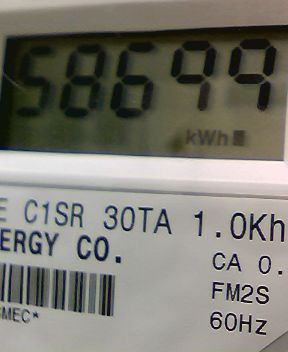 58699
kWh
E C1SR 30TA 1.0Kh
ERGY CO.
CA 0.
FM2S
MEC*
60Hz